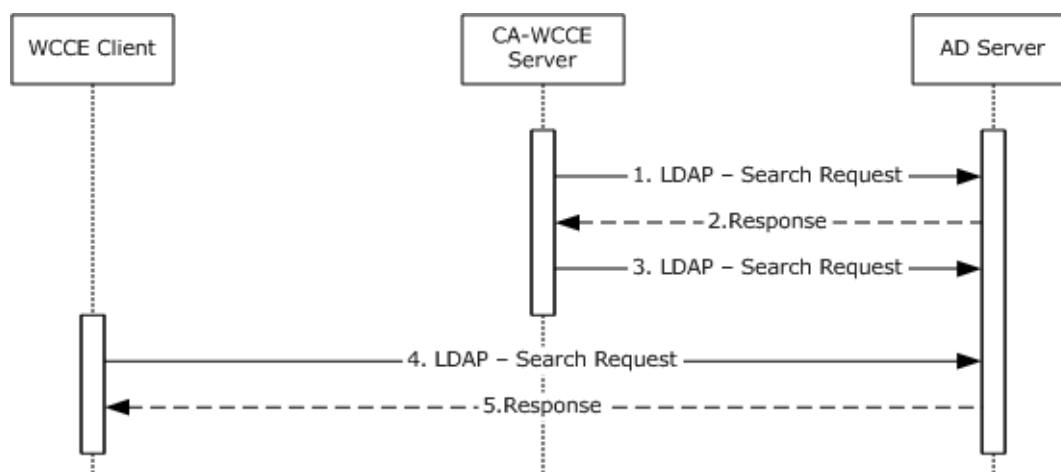 WCCE Client
CA-WCCE
Server
AD Server
1. LDAP – Search Request
2.Response
3. LDAP – Search Request
4. LDAP – Search Request
5.Response